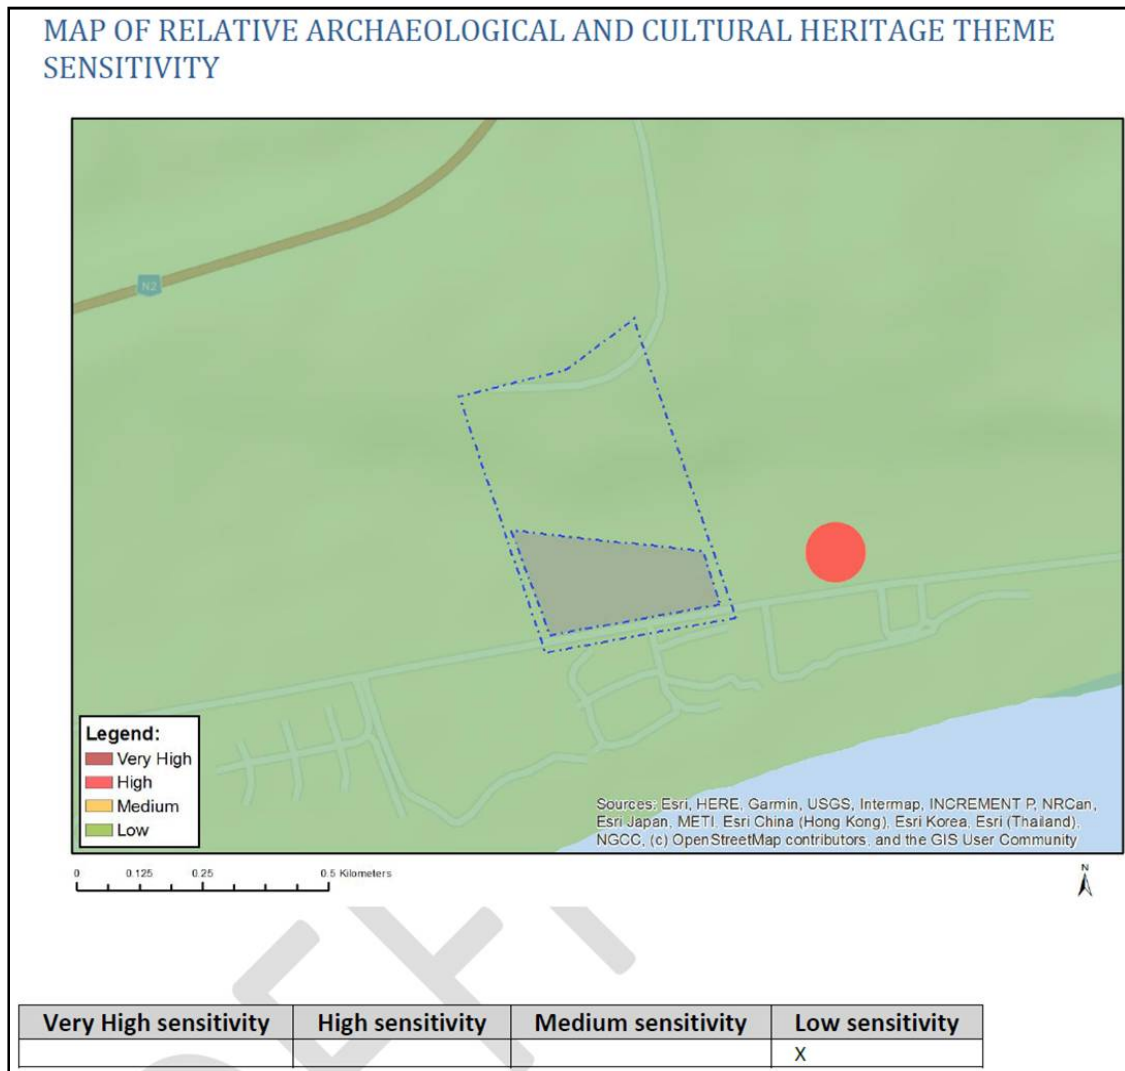 MAP OF RELATIVE ARCHAEOLOGICAL AND CULTURAL HERITAGE THEME
SENSITIVITY
N2
Legend:
Very High
High
Medium
Low
Sources: Esri, HERE, Garmin, USGS, Intermap, INCREMENT P, NRCan,
Esri Japan, METI, Esri China (Hong Kong), Esri Korea, Esri (Thailand),
NGCC, (c) OpenStreetMap contributors, and the GIS User Community
0 0.125 0.25 0.5 Kilometers
N
Very High sensitivity High sensitivity Medium sensitivity Low sensitivity
X